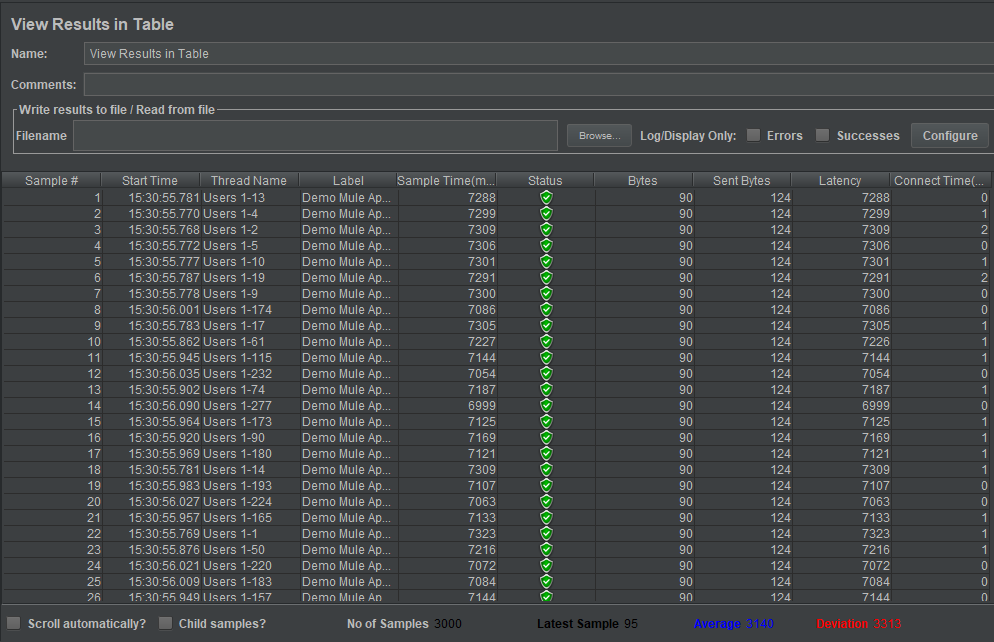 View Results in Table
Name: View Results in Table
Comments:
Write results to file / Read from file
Filename Browse... Log/Display Only: Errors Successes Configure
Sample # Start Time Thread Name Label Sample Time(m... Status Bytes Sent Bytes Latency Connect Time(...
1 15:30:55.781 Users 1-13 Demo Mule Ap... 7288 90 124 7288 0
2 15:30:55.770 Users 1-4 Demo Mule Ap... 7299 90 124 7299 1
3 15:30:55.768 Users 1-2 Demo Mule Ap... 7309 90 124 7309 2
4 15:30:55.772 Users 1-5 Demo Mule Ap... 7306 90 124 7306 0
5 15:30:55.777 Users 1-10 Demo Mule Ap... 7301 90 124 7301 1
6 15:30:55.787 Users 1-19 Demo Mule Ap... 7291 90 124 7291 2
7 15:30:55.778 Users 1-9 Demo Mule Ap... 7300 90 124 7300 0
8 15:30:56.001 Users 1-174 Demo Mule Ap... 7086 90 124 7086 0
9 15:30:55.783 Users 1-17 Demo Mule Ap... 7305 90 124 7305 1
10 15:30:55.862 Users 1-61 Demo Mule Ap... 7227 90 124 7226 1
11 15:30:55.945 Users 1-115 Demo Mule Ap... 7144 90 124 7144 1
12 15:30:56.035 Users 1-232 Demo Mule Ap... 7054 90 124 7054 0
13 15:30:55.902 Users 1-74 Demo Mule Ap... 7187 90 124 7187 1
14 15:30:56.090 Users 1-277 Demo Mule Ap... 6999 90 124 6999 0
15 15:30:55.964 Users 1-173 Demo Mule Ap... 7125 90 124 7125 1
16 15:30:55.920 Users 1-90 Demo Mule Ap... 7169 90 124 7169 1
17 15:30:55.969 Users 1-180 Demo Mule Ap... 7121 90 124 7121 1
18 15:30:55.781 Users 1-14 Demo Mule Ap... 7309 90 124 7309 1
19 15:30:55.983 Users 1-193 Demo Mule Ap... 7107 90 124 7107 0
20 15:30:56.027 Users 1-224 Demo Mule Ap... 7063 90 124 7063 0
21 15:30:55.957 Users 1-165 Demo Mule Ap... 7133 90 124 7133 1
22 15:30:55.769 Users 1-1 Demo Mule Ap... 7323 90 124 7323 1
23 15:30:55.876 Users 1-50 Demo Mule Ap... 7216 90 124 7216 1
24 15:30:56.021 Users 1-220 Demo Mule Ap... 7072 90 124 7072 0
25 15:30:56.009 Users 1-183 Demo Mule Ap... 7084 90 124 7084 0
26 15:30:55.949 Users 1-157 Demo Mule Ap... 7144 90 124 7144 0
Scroll automatically? Child samples? No of Samples 3000 Latest Sample 95 Average 3140 Deviation 3313